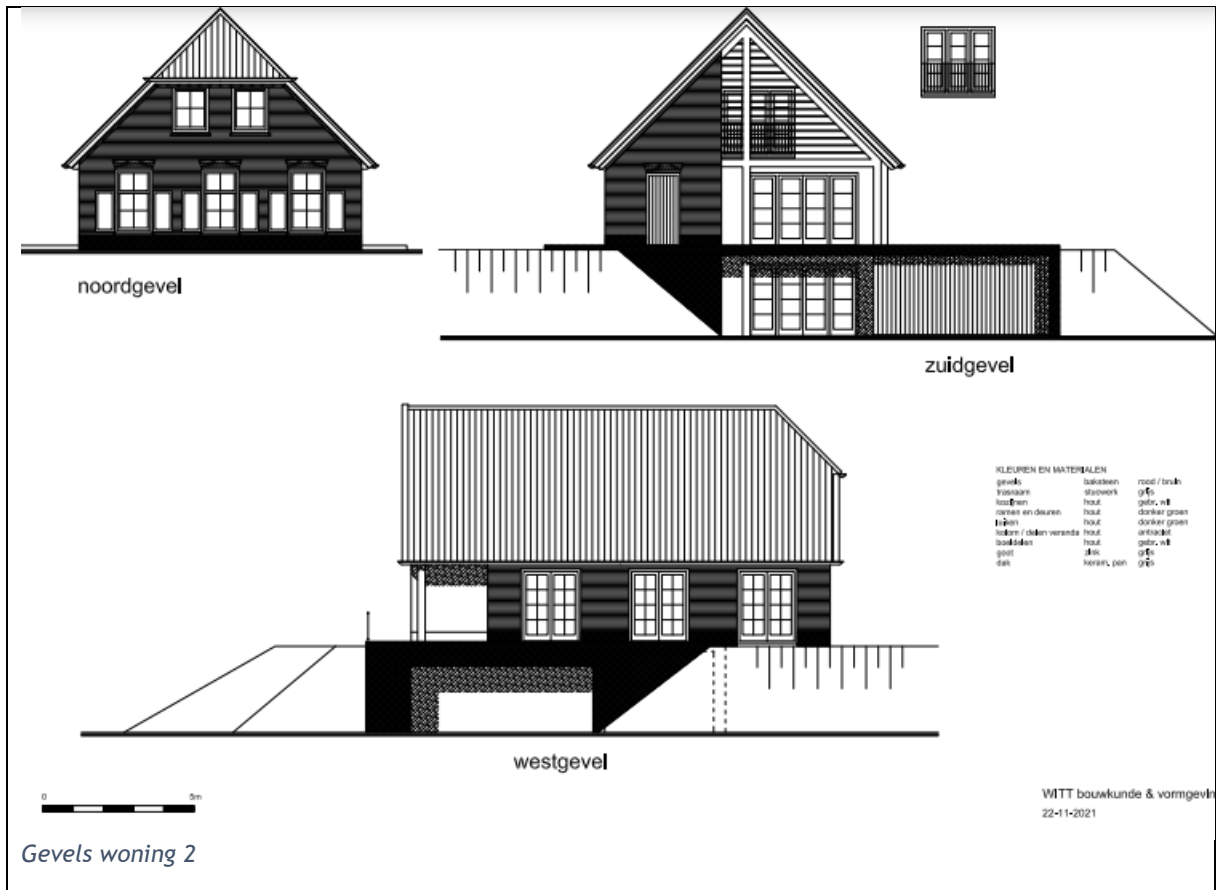 noordgevel
zuidgevel
westgevel
KLEUREN EN MATERIALEN
gevels baksteen rood / bruin
trasraam stucwerk grijs
kozijnen hout gebr. wit
ramen en deuren hout donker groen
luiken hout donker groen
kolom / delen veranda hout antraciet
boeidelen hout gebr. wit
goot zink grijs
dak keram. pan grijs
0 5m
WITT bouwkunde & vormgevin
22-11-2021
Gevels woning 2